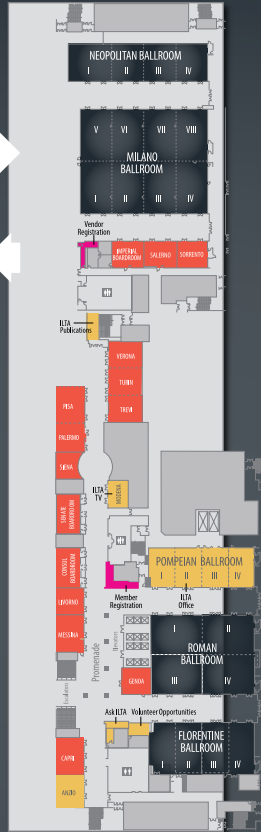 NEOPOLITAN BALLROOM
I II III IV
V VI VII VIII
MILANO
BALLROOM
I II III IV
Vendor
Registration
IMPERIAL
BOARDROOM
SALERNO
SORRENTO
ILTA
Publications
VERONA
TURIN
TREVI
PISA
PALERMO
SIENA
ILTA
TV
MODENA
SENATE
BOARDROOM
CONSUL
BOARDROOM
POMPEIAN BALLROOM
I II III IV
LIVORNO
Member
Registration
ILTA
Office
MESSINA
Promenade
Elevators
I II
ROMAN
BALLROOM
III IV
GENOA
Escalators
Ask ILTA
Volunteer Opportunities
I II
FLORENTINE
BALLROOM
III IV
CAPRI
ANZIO